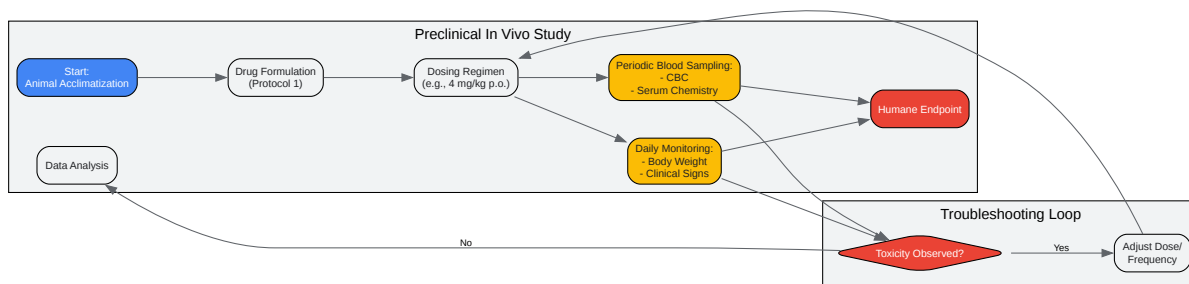 Preclinical In Vivo Study
Start:
Animal Acclimatization
Drug Formulation
(Protocol 1)
Dosing Regimen
(e.g., 4 mg/kg p.o.)
Periodic Blood Sampling:
- CBC
- Serum Chemistry
Humane Endpoint
Daily Monitoring:
- Body Weight
- Clinical Signs
Data Analysis
Troubleshooting Loop
No
Toxicity Observed?
Yes
Adjust Dose/
Frequency